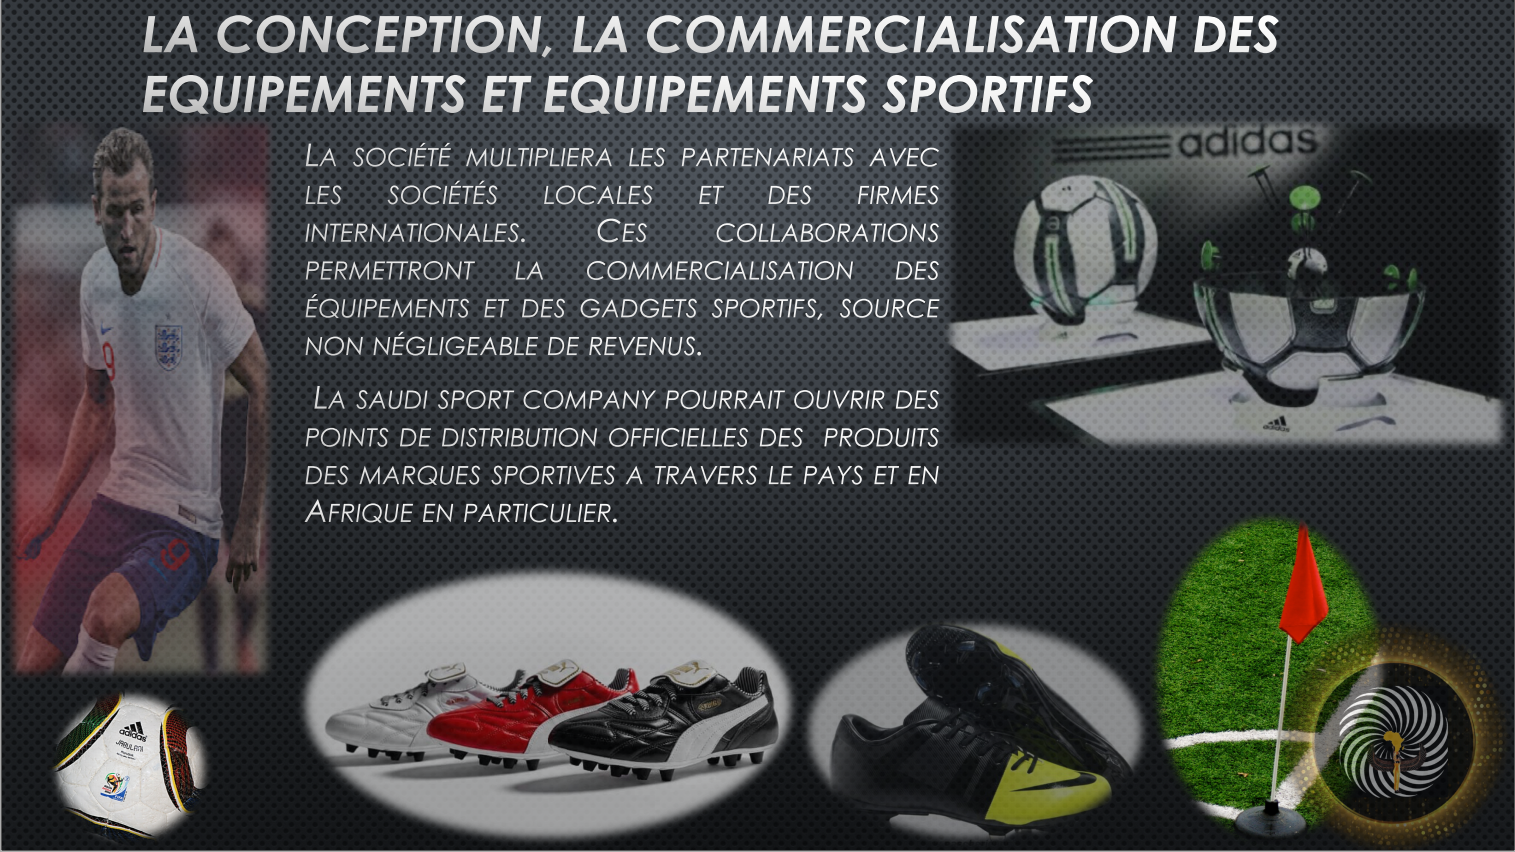 LA CONCEPTION, LA COMMERCIALISATION DES
EQUIPEMENTS ET EQUIPEMENTS SPORTIFS
LA SOCIÉTÉ MULTIPLIERA LES PARTENARIATS AVEC
LES SOCIÉTÉS LOCALES ET DES FIRMES
INTERNATIONALES. CES COLLABORATIONS
PERMETTRONT LA COMMERCIALISATION DES
ÉQUIPEMENTS ET DES GADGETS SPORTIFS, SOURCE
NON NÉGLIGEABLE DE REVENUS.
LA SAUDI SPORT COMPANY POURRAIT OUVRIR DES
POINTS DE DISTRIBUTION OFFICIELLES DES PRODUITS
DES MARQUES SPORTIVES A TRAVERS LE PAYS ET EN
AFRIQUE EN PARTICULIER.
adidas
adidas
9
9
adidas
JABULANI